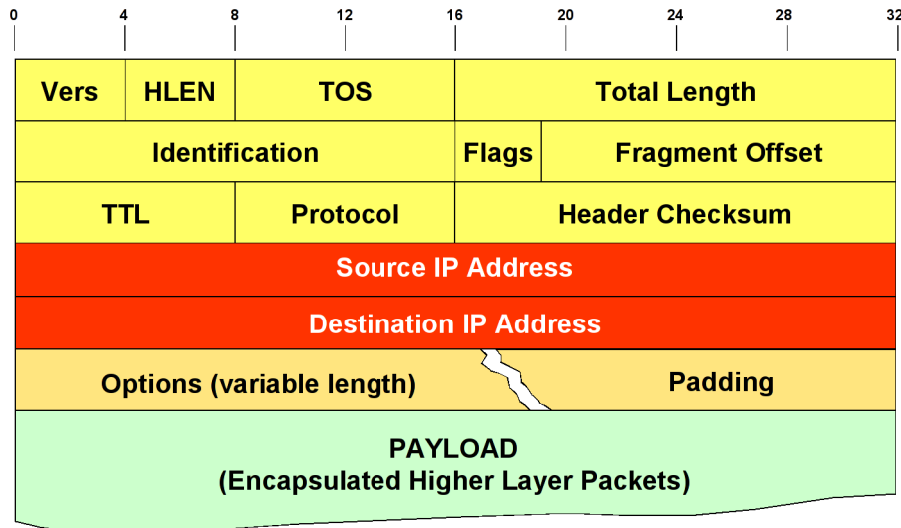 0 4 8 12 16 20 24 28 32
Vers HLEN TOS Total Length
Identification Flags Fragment Offset
TTL Protocol Header Checksum
Source IP Address
Destination IP Address
Options (variable length) Padding
PAYLOAD
(Encapsulated Higher Layer Packets)